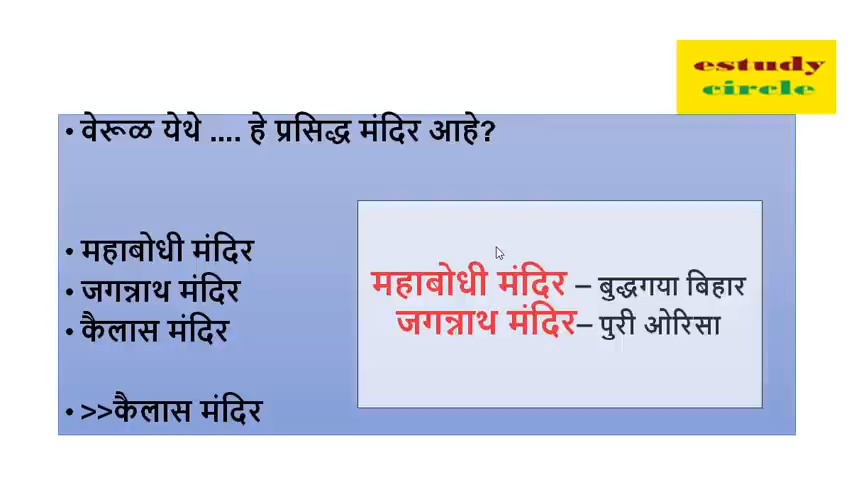 estudy
circle
• वेरूळ येथे .... हे प्रसिद्ध मंदिर आहे?
• महाबोधी मंदिर
• जगन्नाथ मंदिर
• कैलास मंदिर
• >>कैलास मंदिर
महाबोधी मंदिर – बुद्धगया बिहार
जगन्नाथ मंदिर– पुरी ओरिसा